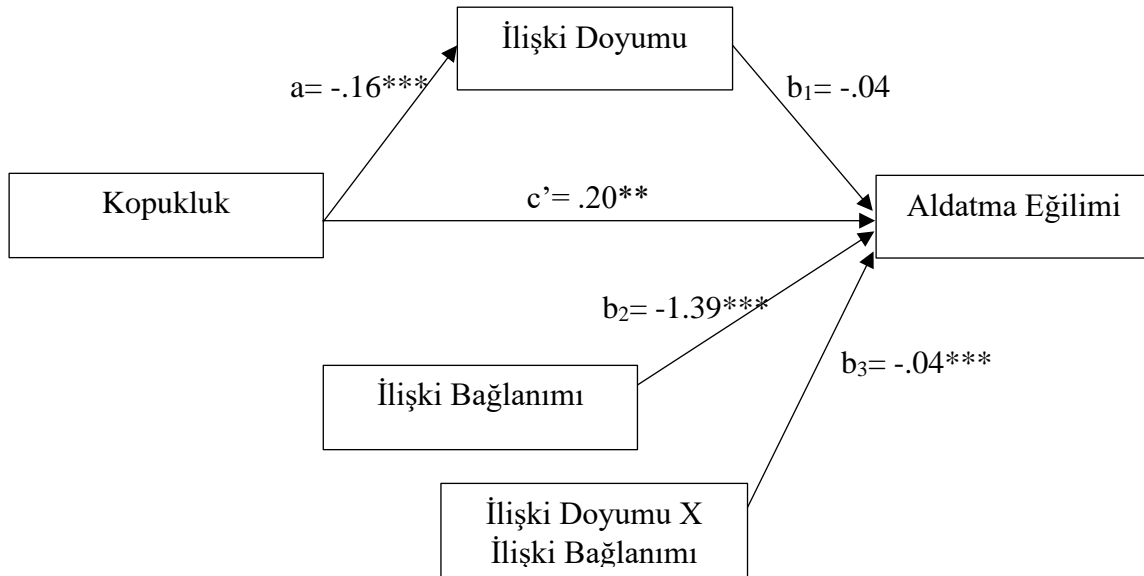 İlişki Doyumu
a= -.16***
b1= -.04
Kopukluk
c’= .20**
Aldatma Eğilimi
b2= -1.39***
b3= -.04***
İlişki Bağlanımı
İlişki Doyumu X
İlişki Bağlanımı